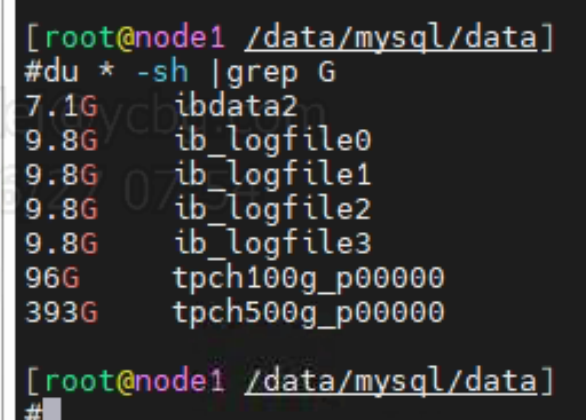 [root@node1 /data/mysql/data]
#du * -sh |grep G
7.1G ibdata2
9.8G ib_logfile0
9.8G ib_logfile1
9.8G ib_logfile2
9.8G ib_logfile3
96G tpch100g_p00000
393G tpch500g_p00000
[root@node1 /data/mysql/data]
#